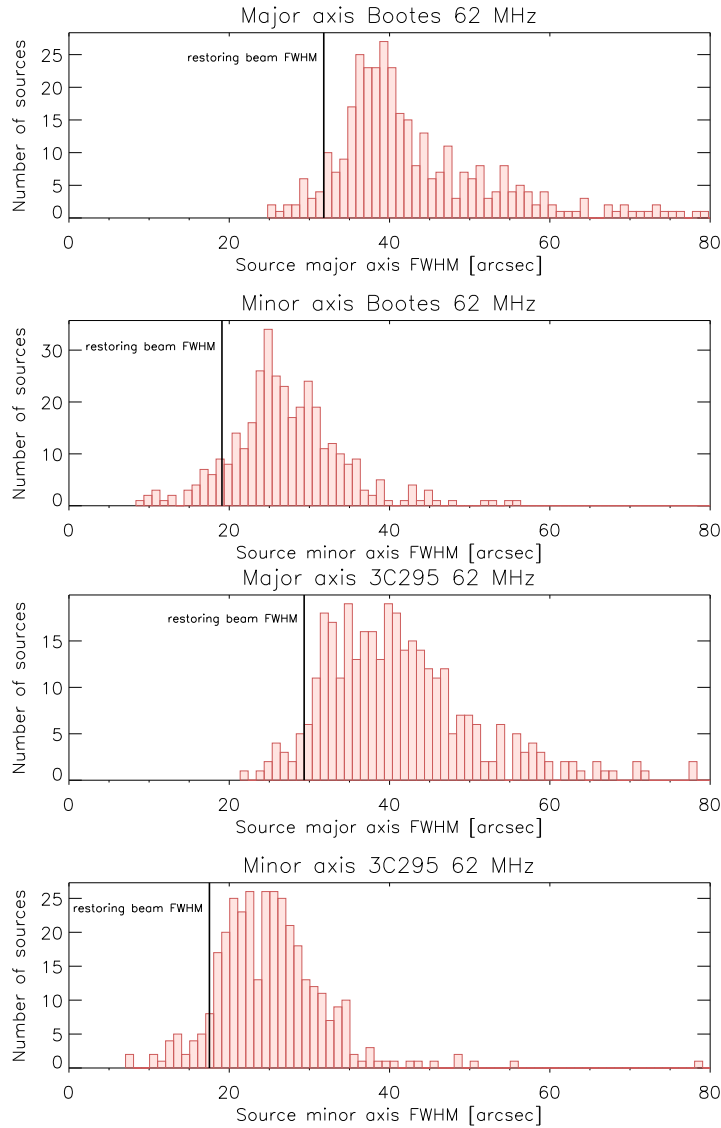 Major axis Bootes 62 MHz
restoring beam FWHM
Number of sources
25
20
15
10
5
0
0 20 40 60 80
Source major axis FWHM [arcsec]
Minor axis Bootes 62 MHz
restoring beam FWHM
Number of sources
30
20
10
0
0 20 40 60 80
Source minor axis FWHM [arcsec]
Major axis 3C295 62 MHz
restoring beam FWHM
Number of sources
15
10
5
0
0 20 40 60 80
Source major axis FWHM [arcsec]
Minor axis 3C295 62 MHz
restoring beam FWHM
Number of sources
25
20
15
10
5
0
0 20 40 60 80
Source minor axis FWHM [arcsec]